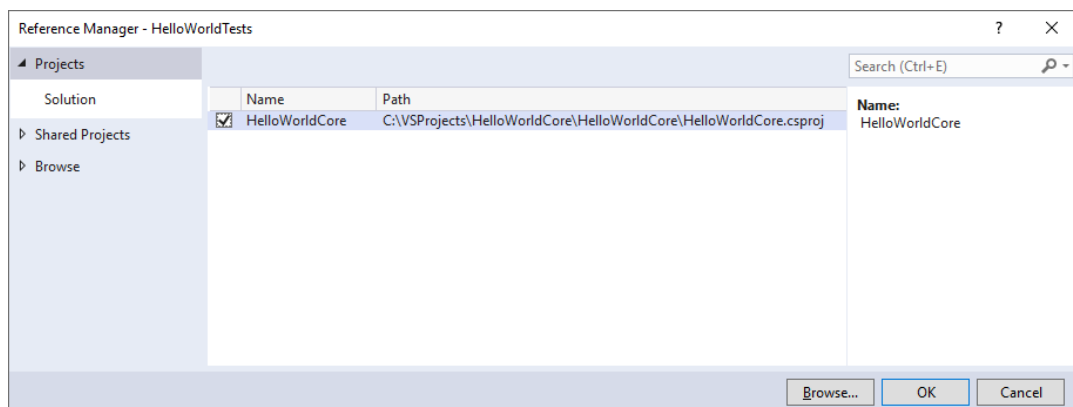 Reference Manager - HelloWorldTests
Projects
Solution
Shared Projects
Browse
Search (Ctrl+E)
Name Path
HelloWorldCore C:\VSProjects\HelloWorldCore\HelloWorldCore\HelloWorldCore.csproj
Name:
HelloWorldCore
Browse... OK Cancel